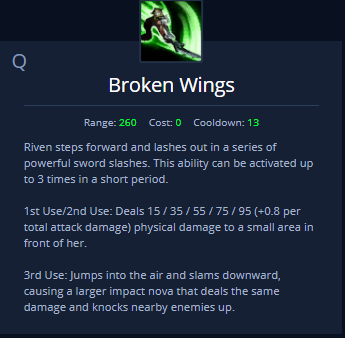 Q
Broken Wings
Range: 260 Cost: 0 Cooldown: 13
Riven steps forward and lashes out in a series of
powerful sword slashes. This ability can be activated up
to 3 times in a short period.
1st Use/2nd Use: Deals 15 / 35 / 55 / 75 / 95 (+0.8 per
total attack damage) physical damage to a small area in
front of her.
3rd Use: Jumps into the air and slams downward,
causing a larger impact nova that deals the same
damage and knocks nearby enemies up.